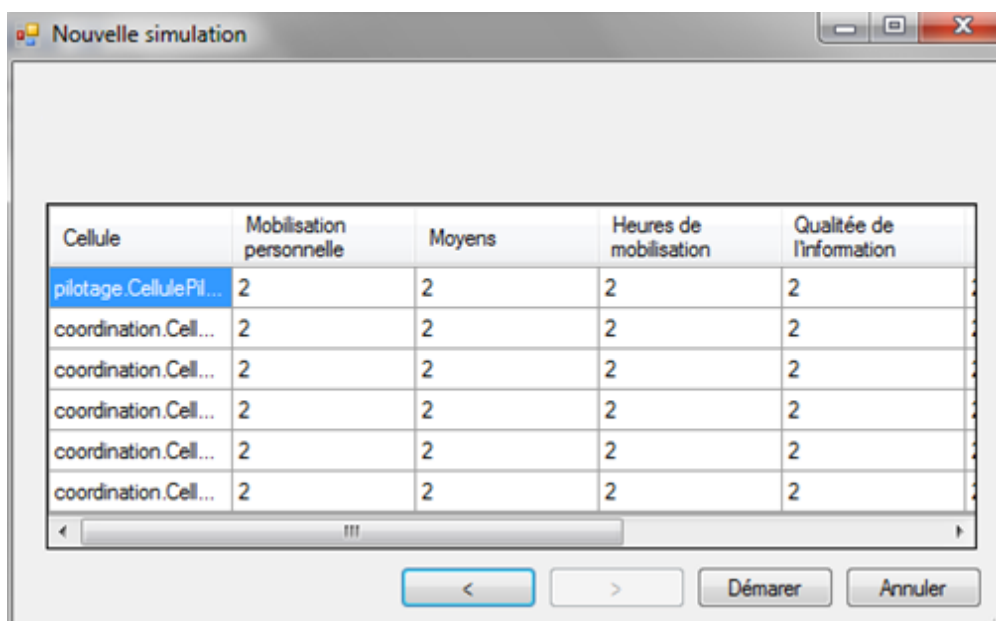 Nouvelle simulation
Cellule Mobilisation personnelle Moyens Heures de mobilisation Qualitée de l'information
pilotage.CellulePil... 2 2 2 2
coordination.Cell... 2 2 2 2
coordination.Cell... 2 2 2 2
coordination.Cell... 2 2 2 2
coordination.Cell... 2 2 2 2
coordination.Cell... 2 2 2 2
< > Démarer Annuler